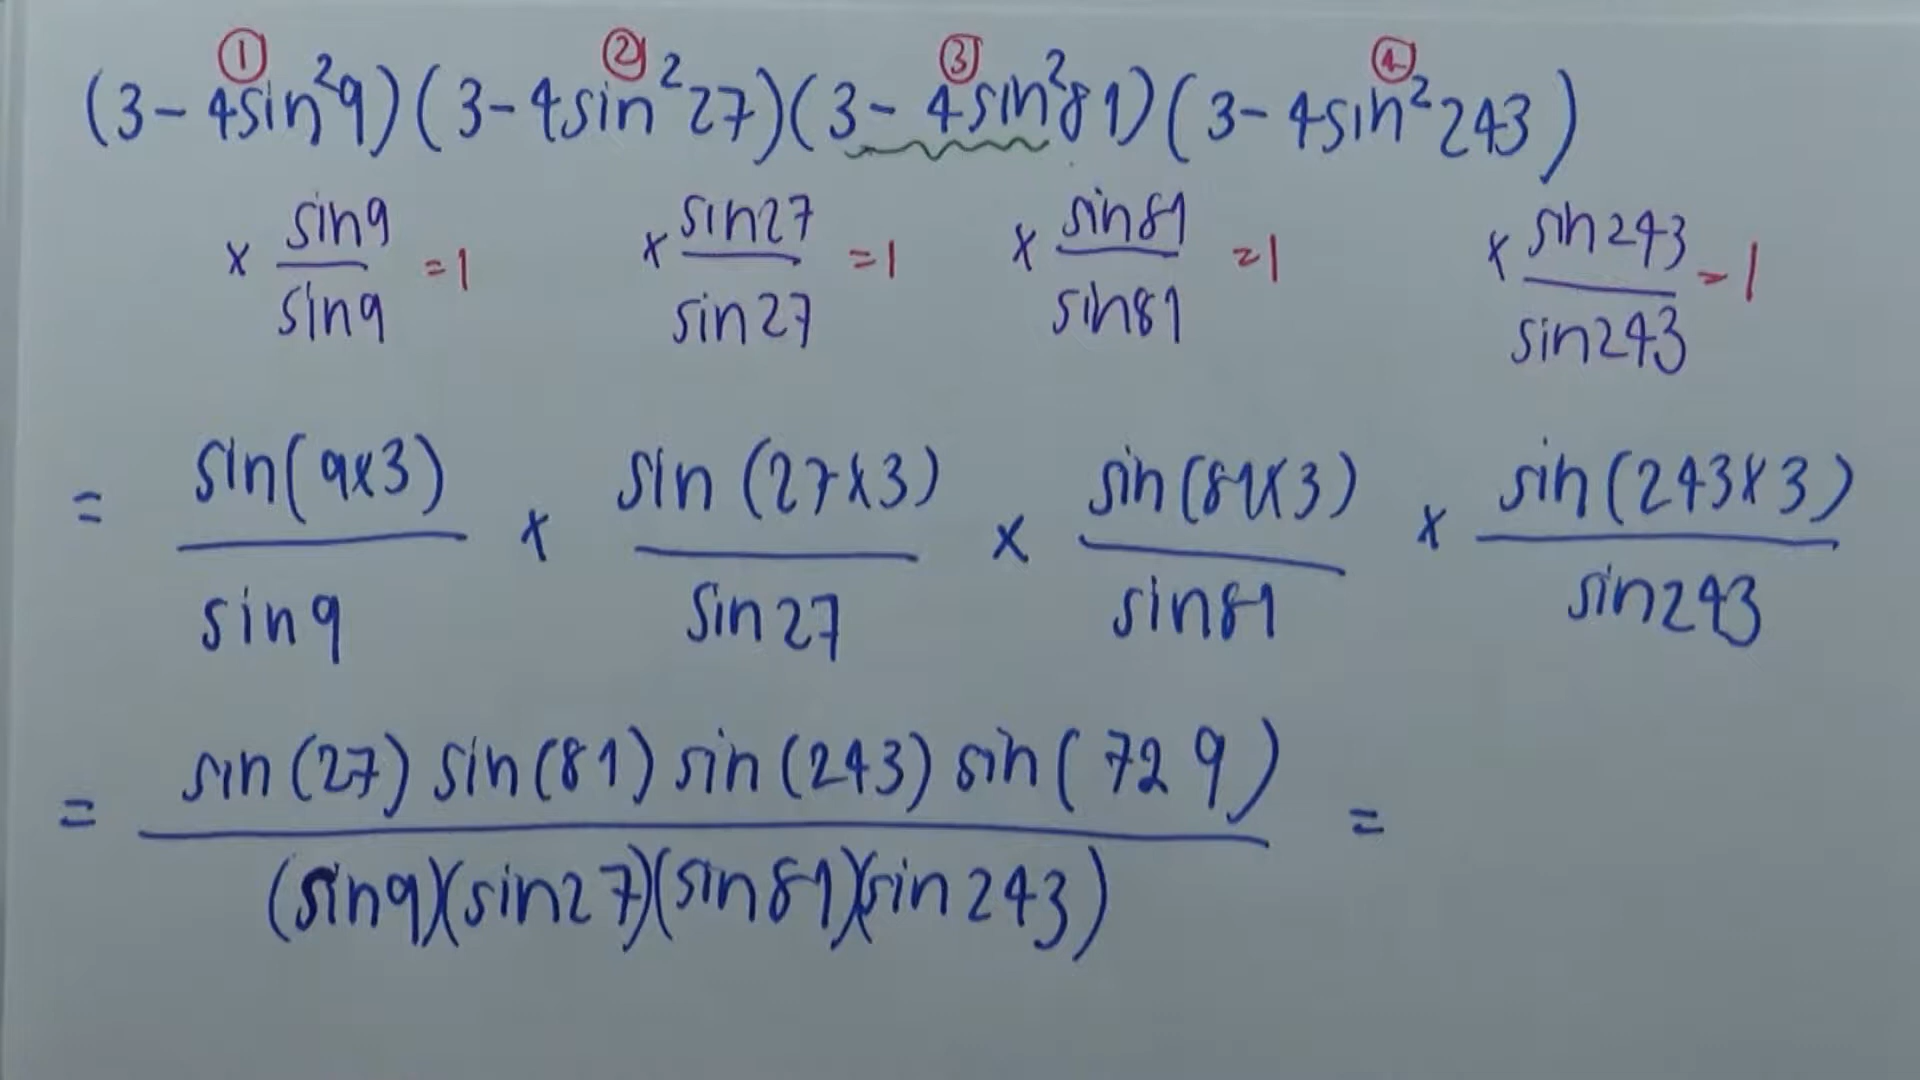 ① ② ③ ④
(3-4sin²9)(3-4sin²27)(3-4sin²81)(3-4sin²243)
× sin9/sin9 =1 × sin27/sin27 =1 × sin81/sin81 =1 × sin243/sin243 =1
= sin(9×3)/sin9 × sin(27×3)/sin27 × sin(81×3)/sin81 × sin(243×3)/sin243
= sin(27) sin(81) sin(243) sin(729)/(sin9)(sin27)(sin81)(sin243) =